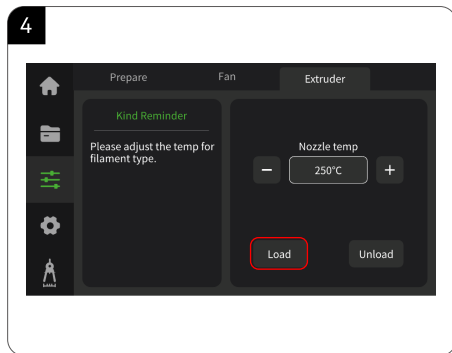 4
Prepare Fan Extruder
Kind Reminder
Please adjust the temp for
filament type.
Nozzle temp
− 250°C +
Load Unload